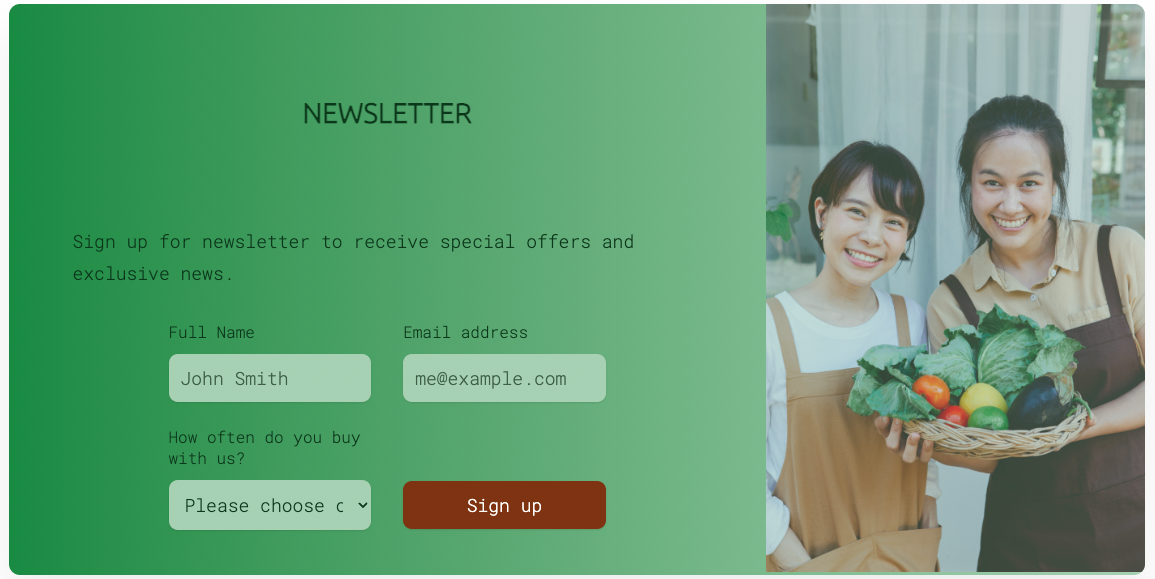 NEWSLETTER
Sign up for newsletter to receive special offers and
exclusive news.
Full Name
Email address
John Smith
me@example.com
How often do you buy
with us?
Please choose c
Sign up